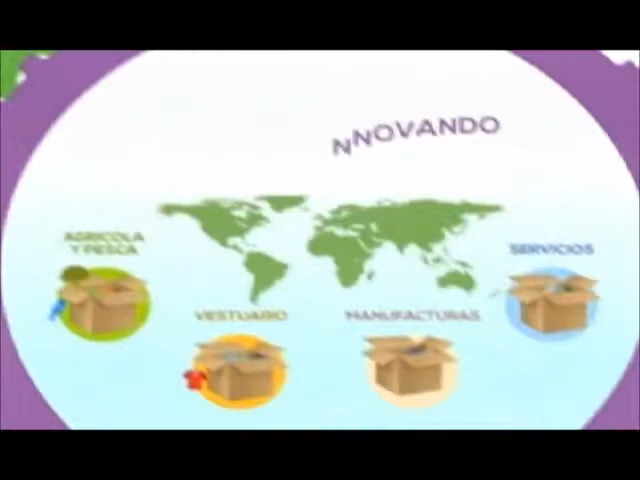 NNOVANDO
AGRICOLA
Y PESCA
SERVICIOS
VESTUARIO
MANUFACTURAS